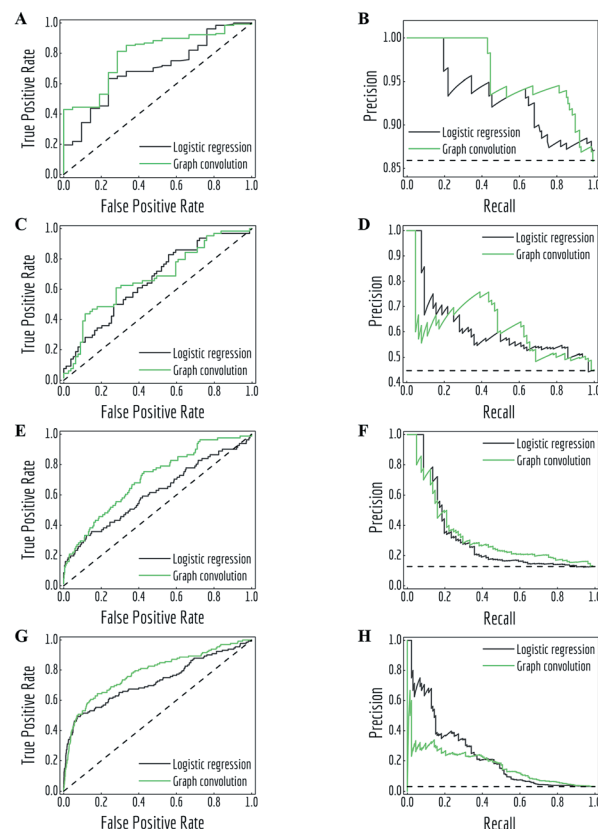 A
True Positive Rate
1.0
0.8
0.6
0.4
0.2
0.0
Logistic regression
Graph convolution
0.0 0.2 0.4 0.6 0.8 1.0
False Positive Rate
B
Precision
1.00
0.95
0.90
0.85
Logistic regression
Graph convolution
0.0 0.2 0.4 0.6 0.8 1.0
Recall
C
True Positive Rate
1.0
0.8
0.6
0.4
0.2
0.0
Logistic regression
Graph convolution
0.0 0.2 0.4 0.6 0.8 1.0
False Positive Rate
D
Precision
1.0
0.9
0.8
0.7
0.6
0.5
0.4
Logistic regression
Graph convolution
0.0 0.2 0.4 0.6 0.8 1.0
Recall
E
True Positive Rate
1.0
0.8
0.6
0.4
0.2
0.0
Logistic regression
Graph convolution
0.0 0.2 0.4 0.6 0.8 1.0
False Positive Rate
F
Precision
1.0
0.8
0.6
0.4
0.2
0.0
Logistic regression
Graph convolution
0.0 0.2 0.4 0.6 0.8 1.0
Recall
G
True Positive Rate
1.0
0.8
0.6
0.4
0.2
0.0
Logistic regression
Graph convolution
0.0 0.2 0.4 0.6 0.8 1.0
False Positive Rate
H
Precision
1.0
0.8
0.6
0.4
0.2
0.0
Logistic regression
Graph convolution
0.0 0.2 0.4 0.6 0.8 1.0
Recall